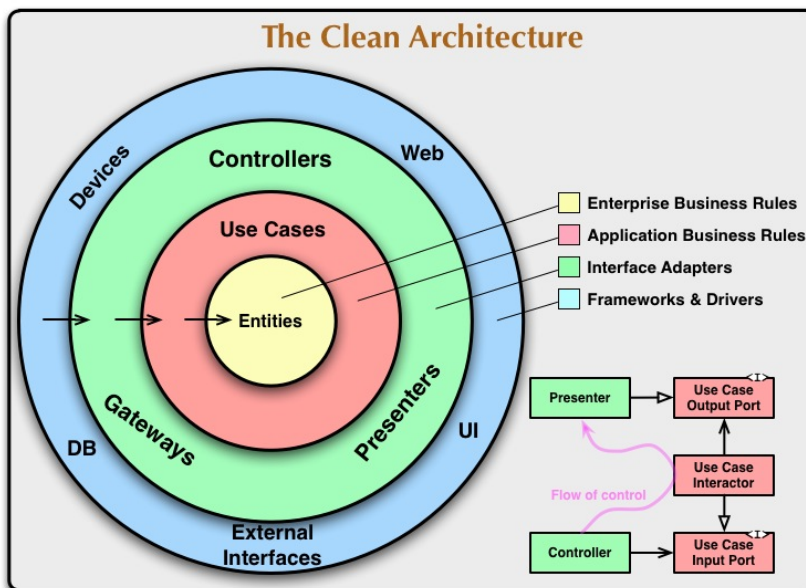 The Clean Architecture
Devices
Web
Controllers
Use Cases
Entities
Gateways
Presenters
DB
UI
External
Interfaces
Enterprise Business Rules
Application Business Rules
Interface Adapters
Frameworks & Drivers
Presenter
<I>
Use Case
Output Port
Flow of control
Use Case
Interactor
Controller
<I>
Use Case
Input Port